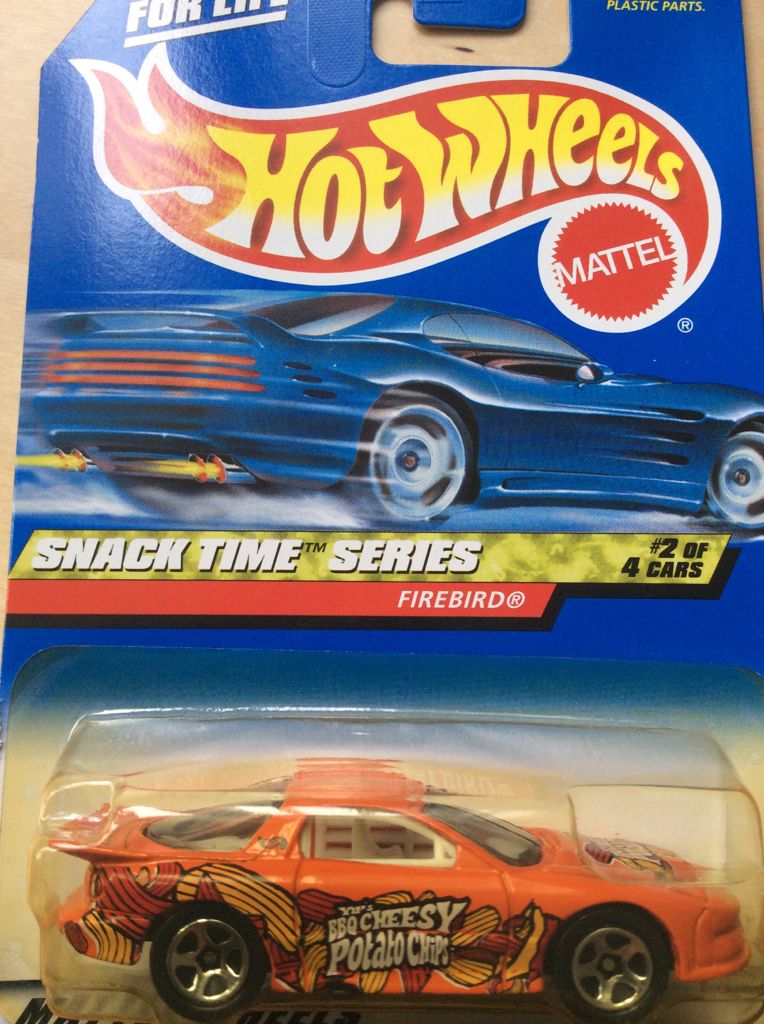 FOR LIFE
PLASTIC PARTS.
HOT WHEELS
MATTEL
®
SNACK TIME™ SERIES
#2 OF
4 CARS
FIREBIRD®
BBQ CHEESY
POTATO CHIPS